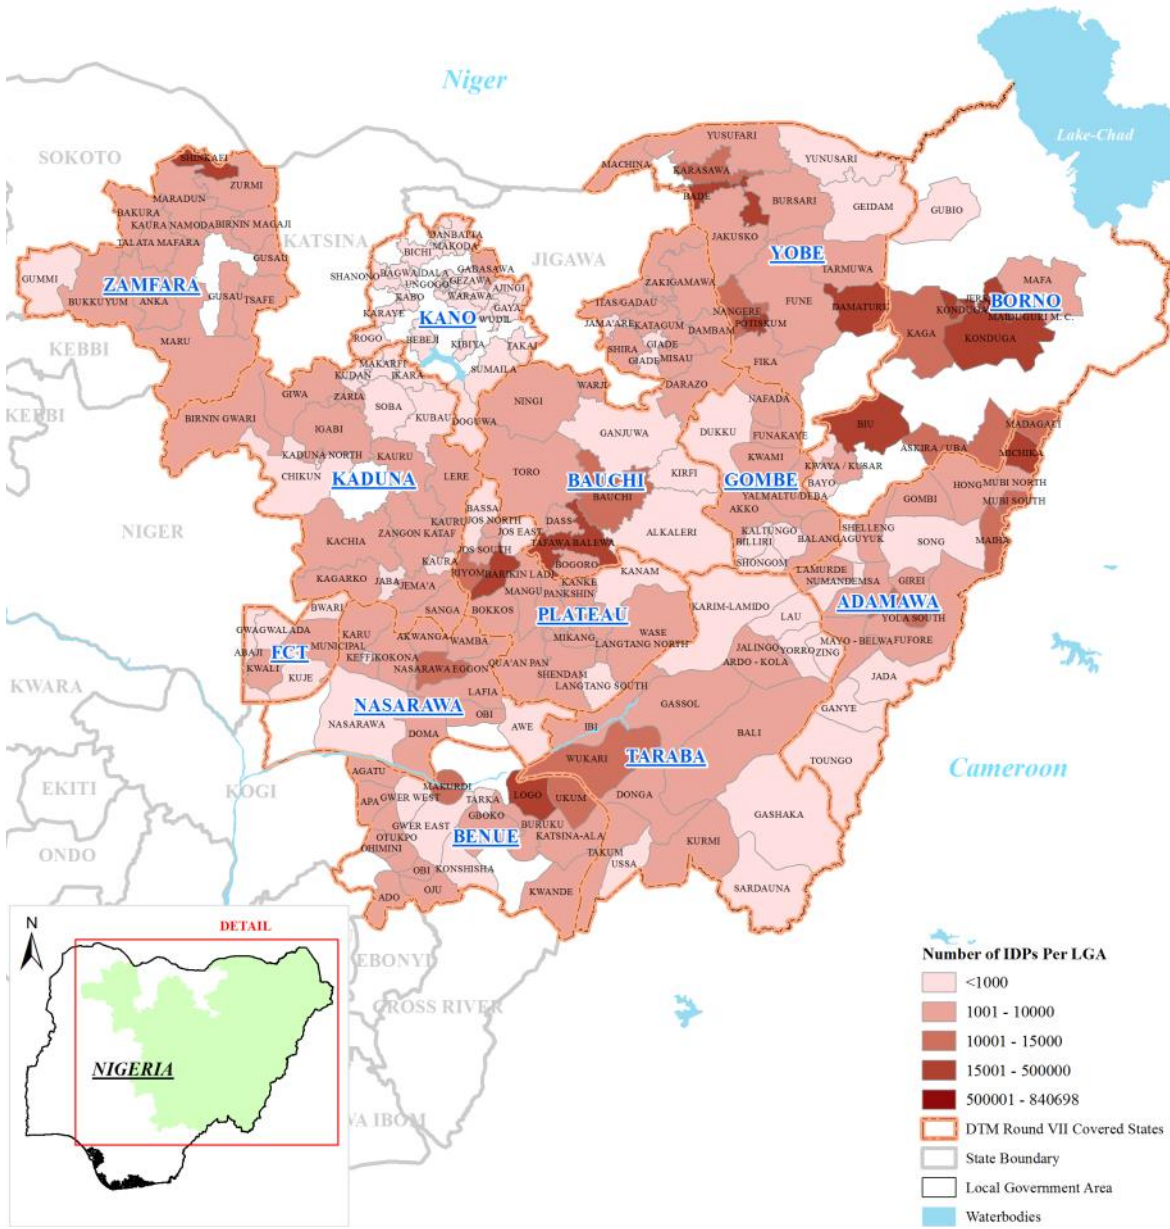 Niger
Lake-Chad
SOKOTO
SHINKAFI
ZURMI
MARADUN
BAKURA
KAURA NAMODA
BIRNIN MAGAJI
TALATA MAFARA
GUSAU
GUMMI
ZAMFARA
BUKKUYUM
ANKA
GUSAU
TSAFE
MARU
KATSINA
JIGAWA
KEBBI
KEBBI
DANBATTA
MAKODA
BICHI
SHANONO
BAGWAI
DALA
GABASAWA
UNGOGO
GEZAWA
AJINGI
KABO
WARAWA
KARAYE
KANO
GAYA
WUDIL
ROGO
BEBEJI
KIBIYA
TAKAI
SUMAILA
DOGUWA
YUSUFARI
YUNUSARI
MACHINA
KARASAWA
BADE
BURSARI
GEIDAM
JAKUSKO
YOBE
TARMUWA
NANGERE
FUNE
DAMATURU
POTISKUM
FIKA
GUBIO
MAFA
BORNO
KONDUGA
MAIDUGURI M. C.
KAGA
KONDUGA
BIU
ASKIRA / UBA
KWAYA / KUSAR
BAYO
MADAGALI
MICHIKA
MUBI NORTH
MUBI SOUTH
HONG
GOMBI
MAIHA
SHELLENG
SONG
GUYUK
LAMURDE
NUMAN
DEMSA
GIREI
ADAMAWA
YOLA SOUTH
MAYO - BELWA
FUFORE
JADA
GANYE
TOUNGO
ZAKI
GAMAWA
ITAS/GADAU
JAMA'ARE
KATAGUM
DAMBAM
SHIRA
GIADE
GIADE
MISAU
DARAZO
WARJI
NINGI
GANJUWA
TORO
BAUCHI
BAUCHI
KIRFI
DASS
ALKALERI
TAFAWA BALEWA
BOGORO
NAFADA
DUKKU
FUNAKAYE
KWAMI
GOMBE
YALMALTU/DEBA
AKKO
KALTUNGO
BILLIRI
BALANGA
SHONGOM
MAKARFI
KUDAN
IKARA
GIWA
ZARIA
SOBA
KUBAU
BIRNIN GWARI
IGABI
KADUNA NORTH
KAURU
CHIKUN
KADUNA
LERE
KAURU
ZANGON KATAF
KACHIA
KAURA
KAGARKO
JABA
JEMA'A
SANGA
BASSA
JOS NORTH
JOS EAST
JOS SOUTH
RIYOM
BARIKIN LADI
KANAM
KANKE
MANGU
PANKSHIN
BOKKOS
PLATEAU
MIKANG
WASE
LANGTANG NORTH
QUA'AN PAN
SHENDAM
LANGTANG SOUTH
NIGER
BWARI
GWAGWALADA
MUNICIPAL
ABAJI
FCT
KWALI
KUJE
KARU
AKWANGA
WAMBA
KEFFI
KOKONA
NASARAWA EGGON
LAFIA
NASARAWA
OBI
NASARAWA
AWE
DOMA
KARIM-LAMIDO
LAU
JALINGO
YORRO
ZING
ARDO - KOLA
GASSOL
BALI
IBI
TARABA
WUKARI
DONGA
GASHAKA
KURMI
TAKUM
USSA
SARDAUNA
AGATU
MAKURDI
LOGO
UKUM
APA
GWER WEST
TARKA
GBOKO
GWER EAST
BURUKU
KATSINA-ALA
OTUKPO
OHIMINI
BENUE
OBI
KONSHISHA
KWANDE
ADO
OJU
KWARA
EKITI
KOGI
ONDO
EBONYI
CROSS RIVER
Cameroon
N
DETAIL
NIGERIA
Number of IDPs Per LGA
<1000
1001 - 10000
10001 - 15000
15001 - 500000
500001 - 840698
DTM Round VII Covered States
State Boundary
Local Government Area
Waterbodies